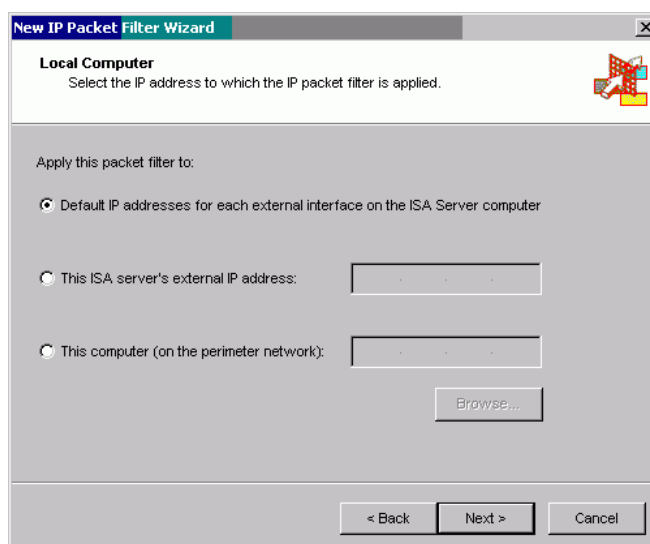 New IP Packet Filter Wizard
Local Computer
Select the IP address to which the IP packet filter is applied.
Apply this packet filter to:
Default IP addresses for each external interface on the ISA Server computer
This ISA server's external IP address:
This computer (on the perimeter network):
Browse...
< Back
Next >
Cancel